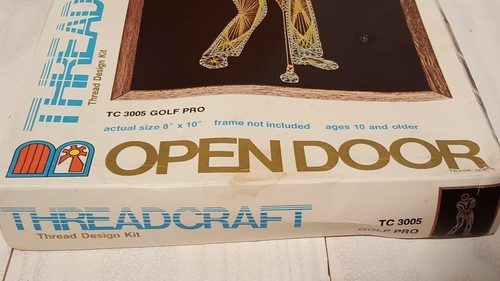 THREAD
Thread Design Kit
TC 3005 GOLF PRO
actual size 8" x 10" frame not included ages 10 and older
OPEN DOOR
THREADCRAFT
Thread Design Kit
TC 3005
GOLF PRO